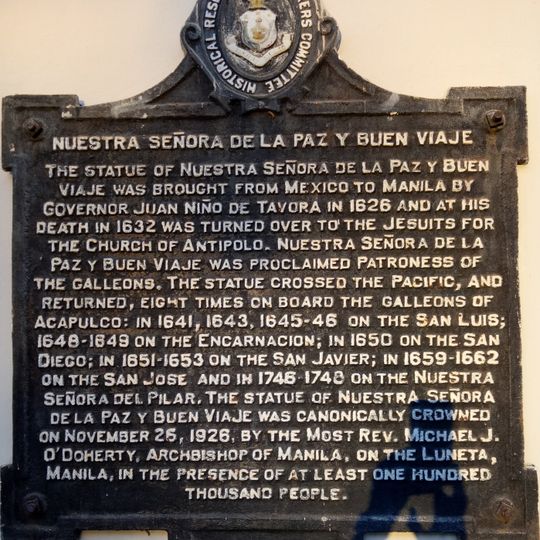 HISTORICAL RES ERS COMMITTEE
NUESTRA SEÑORA DE LA PAZ Y BUEN VIAJE
THE STATUE OF NUESTRA SEÑORA DE LA PAZ Y BUEN
VIAJE WAS BROUGHT FROM MEXICO TO MANILA BY
GOVERNOR JUAN NIÑO DE TAVORA IN 1626 AND AT HIS
DEATH IN 1632 WAS TURNED OVER TO THE JESUITS FOR
THE CHURCH OF ANTIPOLO. NUESTRA SEÑORA DE LA
PAZ Y BUEN VIAJE WAS PROCLAIMED PATRONESS OF
THE GALLEONS. THE STATUE CROSSED THE PACIFIC, AND
RETURNED, EIGHT TIMES ON BOARD THE GALLEONS OF
ACAPULCO: IN 1641, 1643, 1645-46 ON THE SAN LUIS;
1648-1649 ON THE ENCARNACION; IN 1650 ON THE SAN
DIEGO; IN 1651-1653 ON THE SAN JAVIER; IN 1659-1662
ON THE SAN JOSE AND IN 1746-1748 ON THE NUESTRA
SEÑORA DEL PILAR. THE STATUE OF NUESTRA SEÑORA
DE LA PAZ Y BUEN VIAJE WAS CANONICALLY CROWNED
ON NOVEMBER 26, 1926, BY THE MOST REV. MICHAEL J.
O'DOHERTY, ARCHBISHOP OF MANILA, ON THE LUNETA,
MANILA, IN THE PRESENCE OF AT LEAST ONE HUNDRED
THOUSAND PEOPLE.